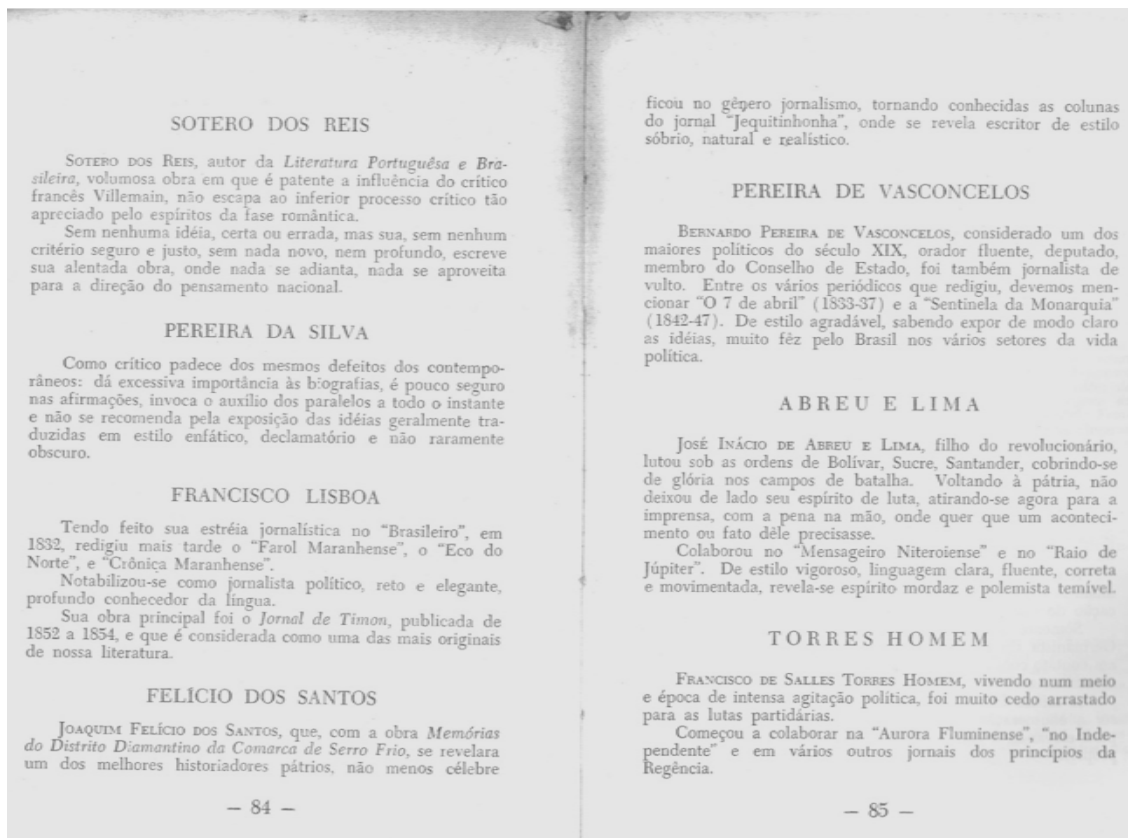 SOTERO DOS REIS
SOTERO DOS REIS, autor da Literatura Portuguêsa e Bra-
sileira, volumosa obra em que é patente a influência do crítico
francês Villemain, não escapa ao inferior processo crítico tão
apreciado pelo espíritos da fase romântica.
Sem nenhuma idéia, certa ou errada, mas sua, sem nenhum
critério seguro e justo, sem nada novo, nem profundo, escreve
sua alentada obra, onde nada se adianta, nada se aproveita
para a direção do pensamento nacional.
PEREIRA DA SILVA
Como crítico padece dos mesmos defeitos dos contempo-
râneos: dá excessiva importância às biografias, é pouco seguro
nas afirmações, invoca o auxílio dos paralelos a todo o instante
e não se recomenda pela exposição das idéias geralmente tra-
duzidas em estilo enfático, declamatório e não raramente
obscuro.
FRANCISCO LISBOA
Tendo feito sua estréia jornalística no “Brasileiro”, em
1832, redigiu mais tarde o “Farol Maranhense”, o “Eco do
Norte”, e “Crônica Maranhense”.
Notabilizou-se como jornalista político, reto e elegante,
profundo conhecedor da língua.
Sua obra principal foi o Jornal de Timon, publicada de
1852 a 1854, e que é considerada como uma das mais originais
de nossa literatura.
FELÍCIO DOS SANTOS
JOAQUIM FELÍCIO DOS SANTOS, que, com a obra Memórias
do Distrito Diamantino da Comarca de Serro Frio, se revelara
um dos melhores historiadores pátrios, não menos célebre
— 84 —
ficou no gênero jornalismo, tornando conhecidas as colunas
do jornal “Jequitinhonha”, onde se revela escritor de estilo
sóbrio, natural e realístico.
PEREIRA DE VASCONCELOS
BERNARDO PEREIRA DE VASCONCELOS, considerado um dos
maiores políticos do século XIX, orador fluente, deputado,
membro do Conselho de Estado, foi também jornalista de
vulto. Entre os vários periódicos que redigiu, devemos men-
cionar “O 7 de abril” (1833-37) e a “Sentinela da Monarquia”
(1842-47). De estilo agradável, sabendo expor de modo claro
as idéias, muito fêz pelo Brasil nos vários setores da vida
política.
ABREU E LIMA
JOSÉ INÁCIO DE ABREU E LIMA, filho do revolucionário,
lutou sob as ordens de Bolívar, Sucre, Santander, cobrindo-se
de glória nos campos de batalha. Voltando à pátria, não
deixou de lado seu espírito de luta, atirando-se agora para a
imprensa, com a pena na mão, onde quer que um aconteci-
mento ou fato dêle precisasse.
Colaborou no “Mensageiro Niteroiense” e no “Raio de
Júpiter”. De estilo vigoroso, linguagem clara, fluente, correta
e movimentada, revela-se espírito mordaz e polemista temível.
TORRES HOMEM
FRANCISCO DE SALLES TORRES HOMEM, vivendo num meio
e época de intensa agitação política, foi muito cedo arrastado
para as lutas partidárias.
Começou a colaborar na “Aurora Fluminense”, “no Inde-
pendente” e em vários outros jornais dos princípios da
Regência.
— 85 —